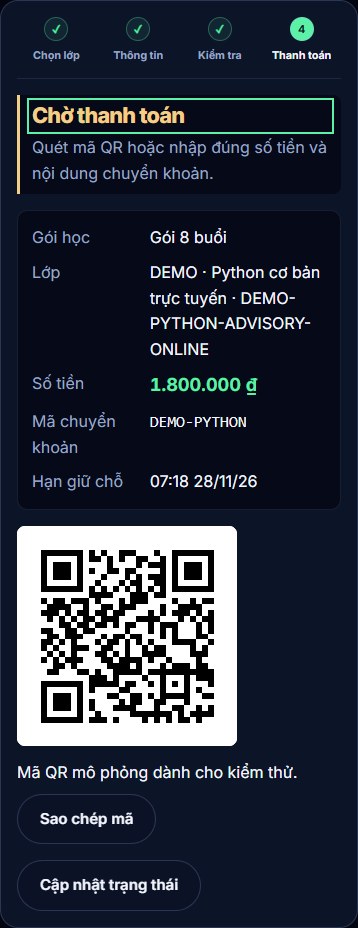 Chọn lớp
Thông tin
Kiểm tra
4
Thanh toán
Chờ thanh toán
Quét mã QR hoặc nhập đúng số tiền và
nội dung chuyển khoản.
Gói học Gói 8 buổi
Lớp DEMO · Python cơ bản
trực tuyến · DEMO-
PYTHON-ADVISORY-
ONLINE
Số tiền 1.800.000 ₫
Mã chuyển DEMO-PYTHON
khoản
Hạn giữ chỗ 07:18 28/11/26
Mã QR mô phỏng dành cho kiểm thử.
Sao chép mã
Cập nhật trạng thái